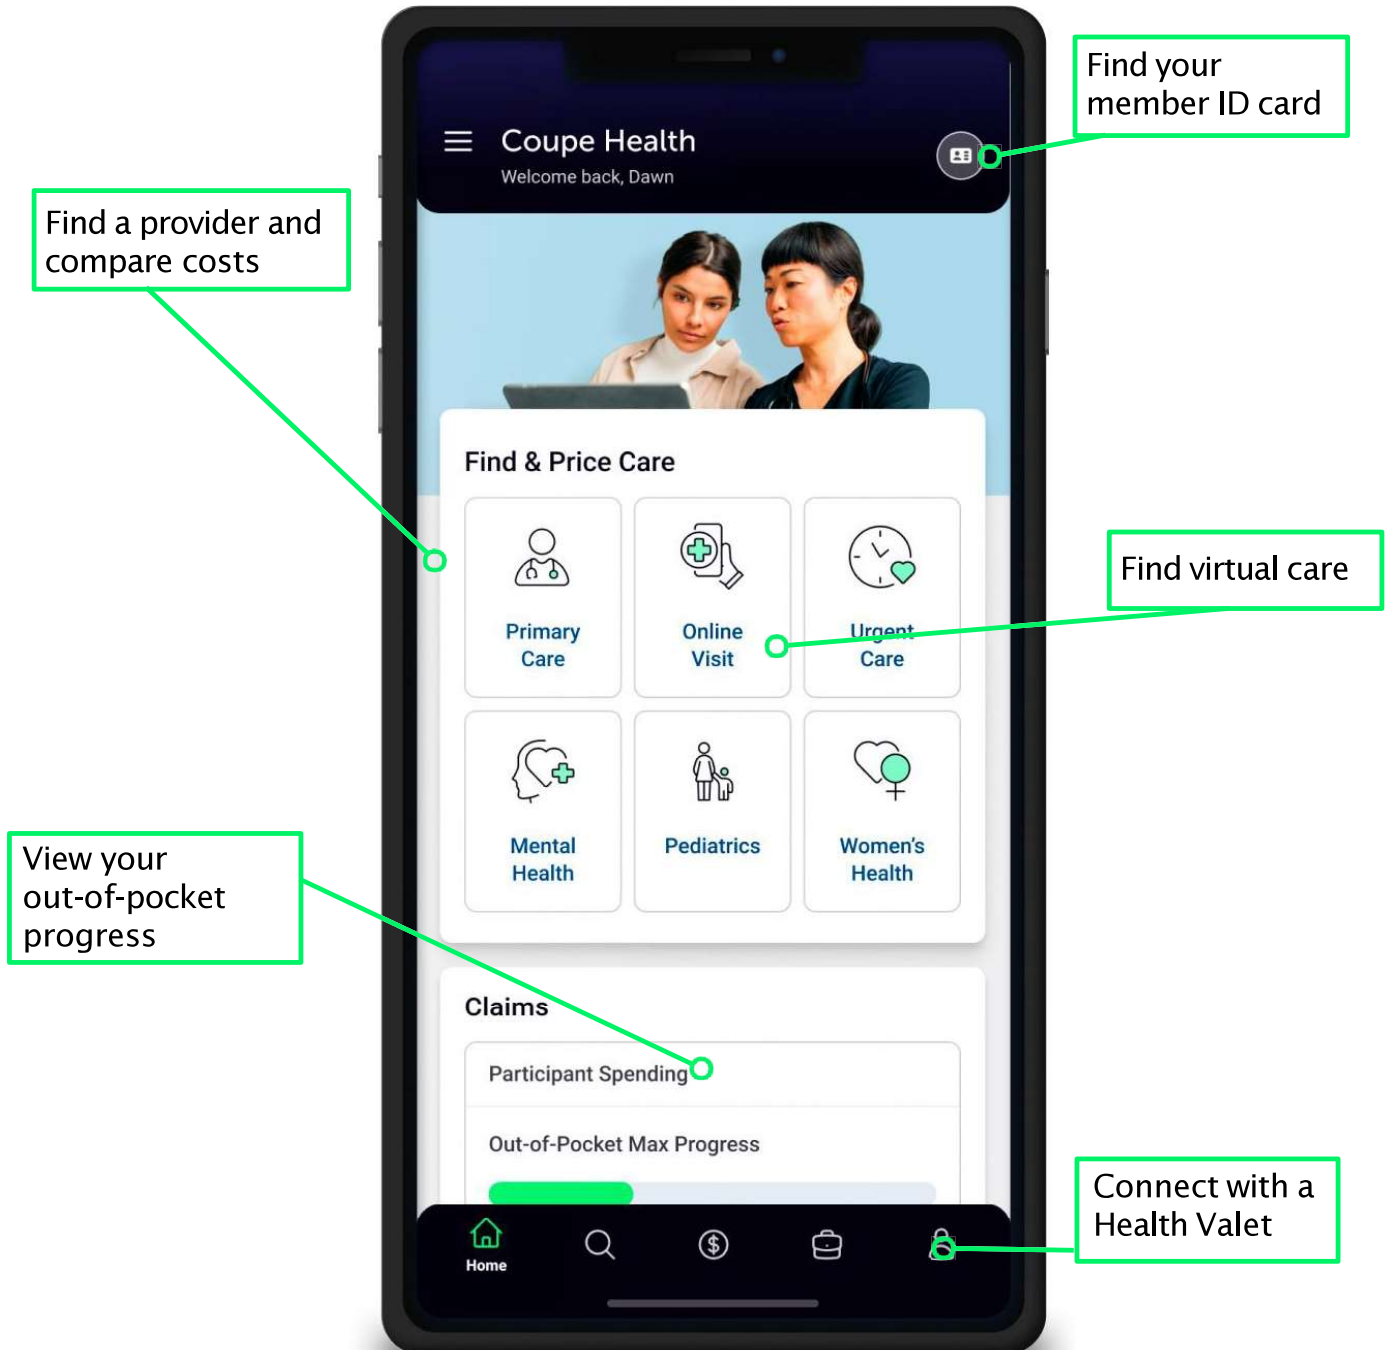 Find your
member ID card
Coupe Health
Welcome back, Dawn
Find a provider and
compare costs
Find & Price Care
Primary
Care
Online
Visit
Urgent
Care
Find virtual care
Mental
Health
Pediatrics
Women's
Health
View your
out-of-pocket
progress
Claims
Participant Spending
Out-of-Pocket Max Progress
Connect with a
Health Valet
Home